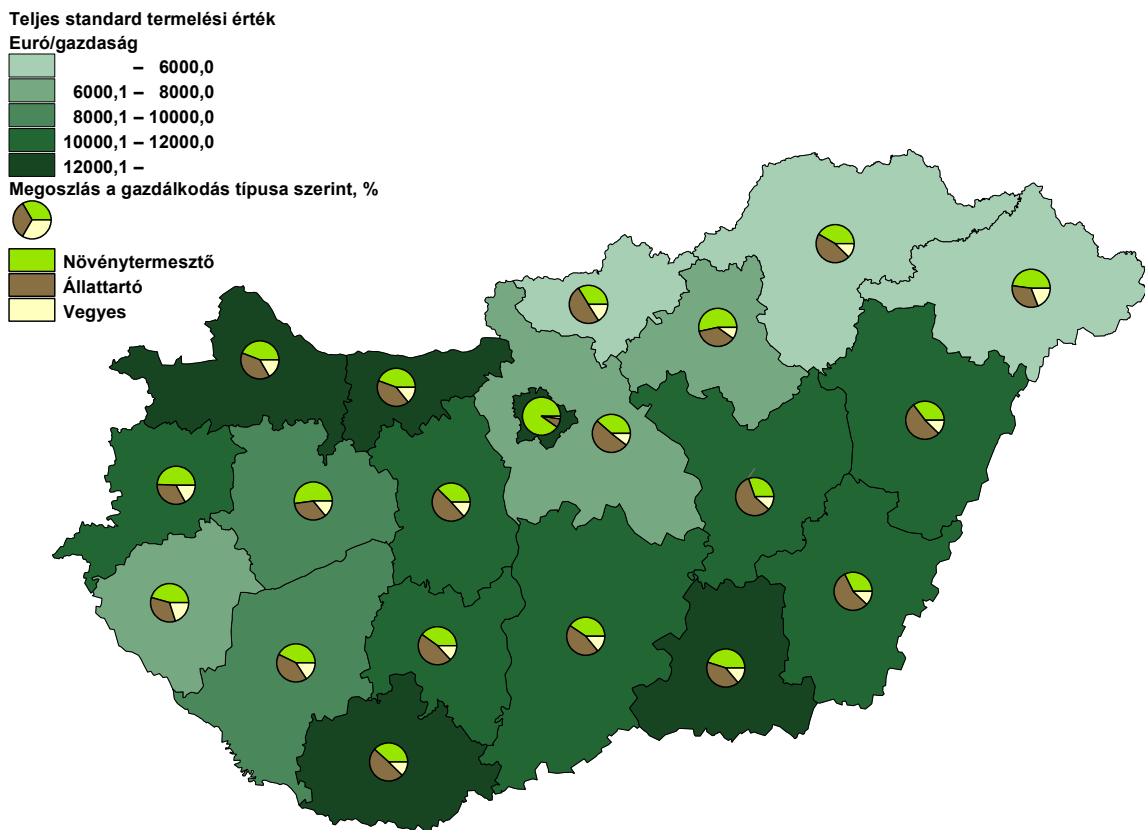 Teljes standard termelési érték
Euró/gazdaság
– 6000,0
6000,1 – 8000,0
8000,1 – 10000,0
10000,1 – 12000,0
12000,1 –
Megoszlás a gazdálkodás típusa szerint, %
Növénytermesztő
Állattartó
Vegyes